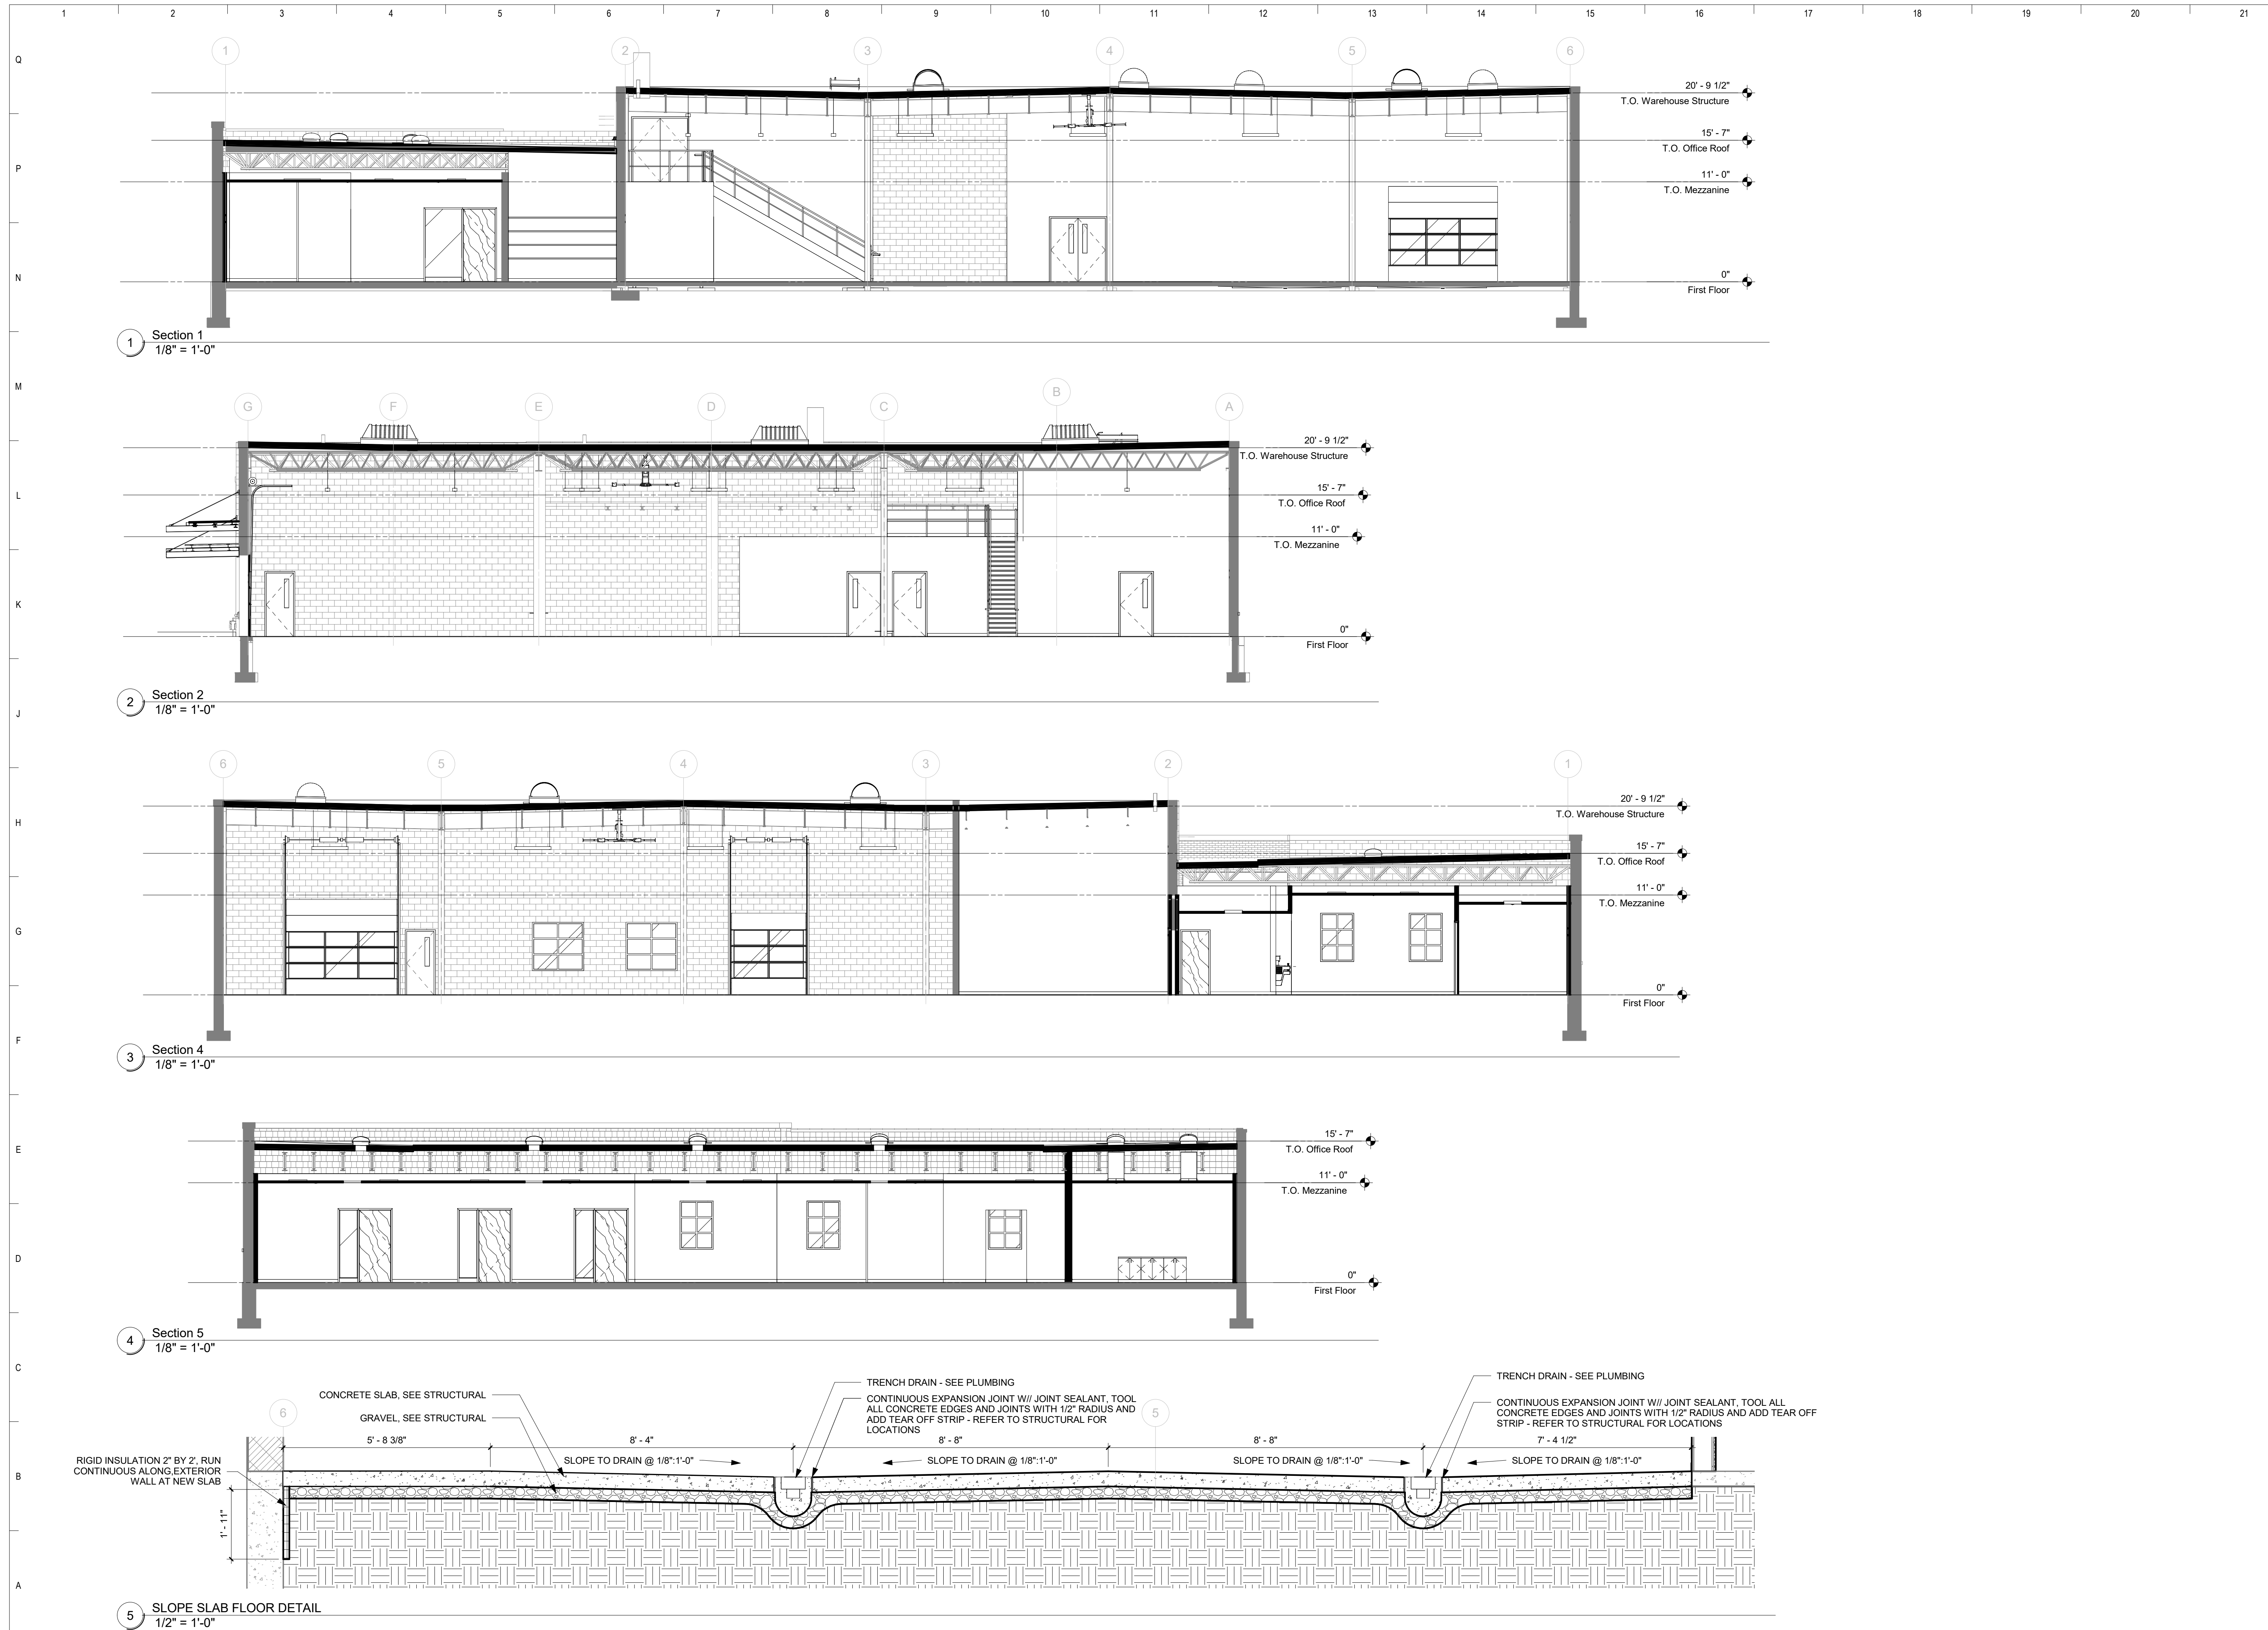 1 2 3 4 5 6 7 8 9 10 11 12 13 14 15 16 17 18 19 20 21
Q
P
N
M
L
K
J
H
G
F
E
D
C
B
A
1 2 3 4 5 6
20' - 9 1/2"
T.O. Warehouse Structure
15' - 7"
T.O. Office Roof
11' - 0"
T.O. Mezzanine
0"
First Floor
1 Section 1
1/8" = 1'-0"
G F E D C B A
20' - 9 1/2"
T.O. Warehouse Structure
15' - 7"
T.O. Office Roof
11' - 0"
T.O. Mezzanine
0"
First Floor
2 Section 2
1/8" = 1'-0"
6 5 4 3 2 1
20' - 9 1/2"
T.O. Warehouse Structure
15' - 7"
T.O. Office Roof
11' - 0"
T.O. Mezzanine
0"
First Floor
3 Section 4
1/8" = 1'-0"
15' - 7"
T.O. Office Roof
11' - 0"
T.O. Mezzanine
0"
First Floor
4 Section 5
1/8" = 1'-0"
CONCRETE SLAB, SEE STRUCTURAL
GRAVEL, SEE STRUCTURAL
RIGID INSULATION 2" BY 2', RUN
CONTINUOUS ALONG,EXTERIOR
WALL AT NEW SLAB
TRENCH DRAIN - SEE PLUMBING
CONTINUOUS EXPANSION JOINT W// JOINT SEALANT, TOOL
ALL CONCRETE EDGES AND JOINTS WITH 1/2" RADIUS AND
ADD TEAR OFF STRIP - REFER TO STRUCTURAL FOR
LOCATIONS
TRENCH DRAIN - SEE PLUMBING
CONTINUOUS EXPANSION JOINT W// JOINT SEALANT, TOOL ALL
CONCRETE EDGES AND JOINTS WITH 1/2" RADIUS AND ADD TEAR OFF
STRIP - REFER TO STRUCTURAL FOR LOCATIONS
6 5
5' - 8 3/8" 8' - 4" 8' - 8" 8' - 8" 7' - 4 1/2"
SLOPE TO DRAIN @ 1/8":1'-0" SLOPE TO DRAIN @ 1/8":1'-0" SLOPE TO DRAIN @ 1/8":1'-0" SLOPE TO DRAIN @ 1/8":1'-0"
1' - 11"
5 SLOPE SLAB FLOOR DETAIL
1/2" = 1'-0"